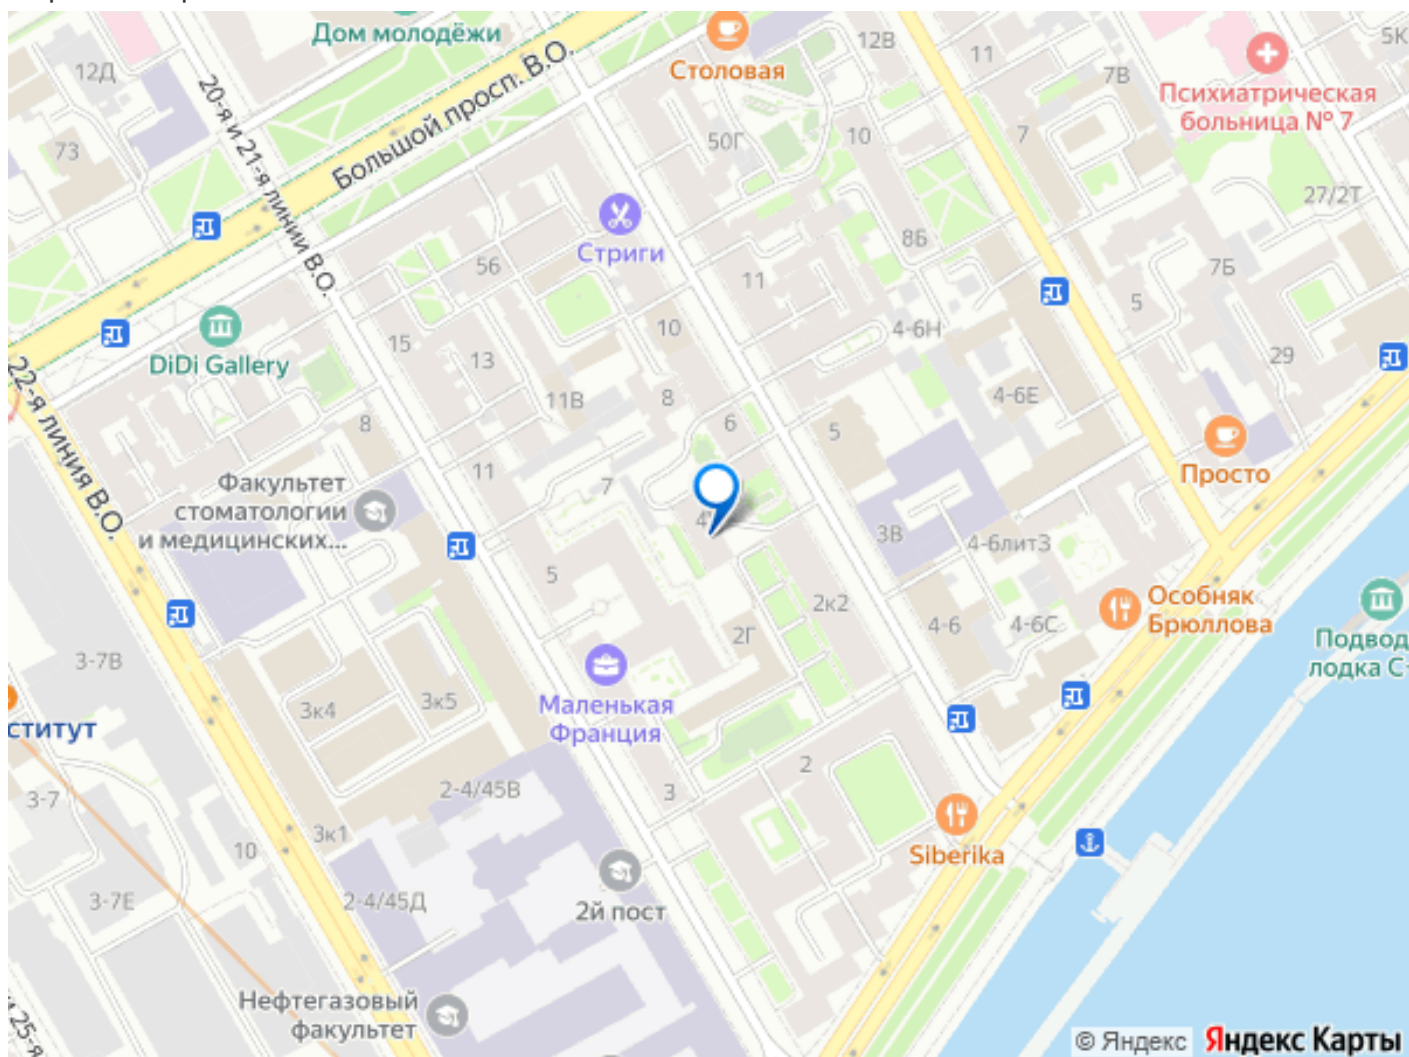 Дом молодёжи
Столовая
12В
11
5К
12Д
7В
Психиатрическая
больница № 7
20-я и 21-я линии В.О.
Большой просп. В.О.
73
50Г
10
7
27/2Т
Стриги
56
11
8Б
7Б
5
DiDi Gallery
15
13
10
4-6Н
29
22-я линия В.О.
8
11В
8
6
5
4-6Е
Просто
Факультет
стоматологии
и медицинских...
11
7
3В
4-6литЗ
5
2к2
Особняк
Брюллова
4-6
4-6С
2Г
3-7В
Подвод
лодка С-
Маленькая
Франция
3к4
3к5
ститут
2
3-7
2-4/45В
3
3к1
10
Siberika
3-7Е
2-4/45Д
2й пост
Нефтегазовый
факультет
и 25-я
© Яндекс Яндекс Карты